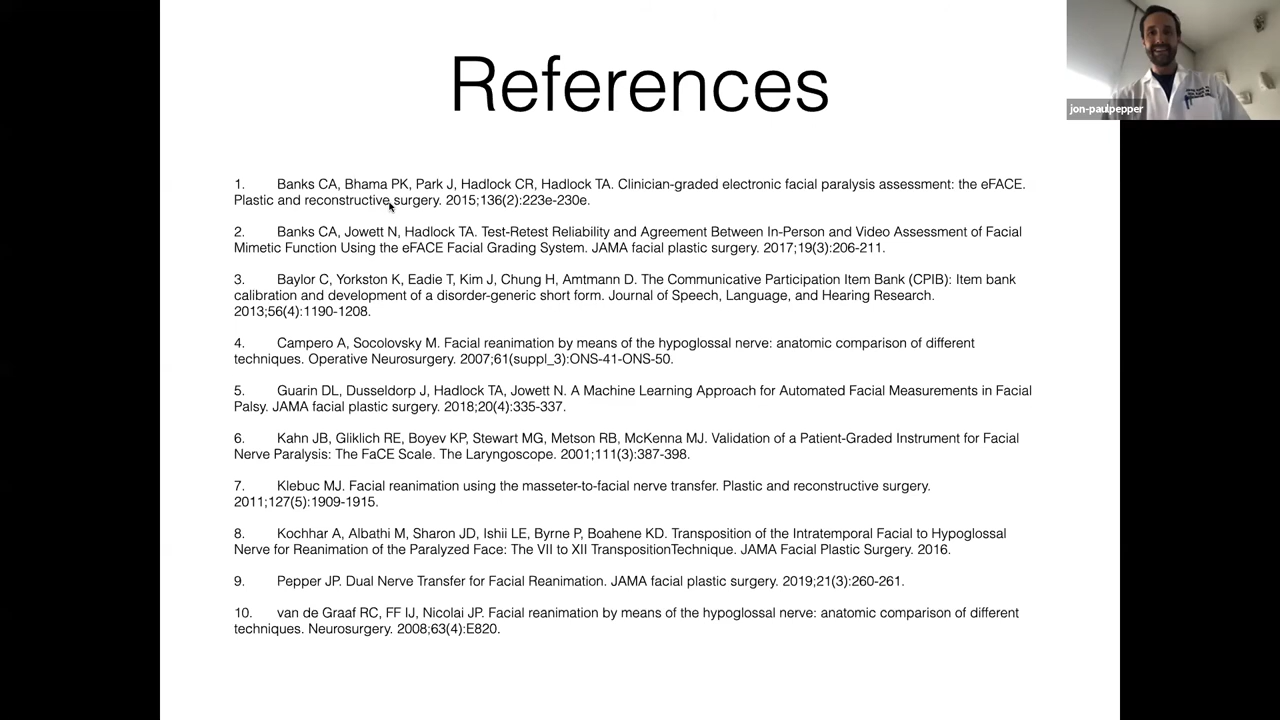 References
jon-paulpepper
1. Banks CA, Bhama PK, Park J, Hadlock CR, Hadlock TA. Clinician-graded electronic facial paralysis assessment: the eFACE.
Plastic and reconstructive surgery. 2015;136(2):223e-230e.
2. Banks CA, Jowett N, Hadlock TA. Test-Retest Reliability and Agreement Between In-Person and Video Assessment of Facial
Mimetic Function Using the eFACE Facial Grading System. JAMA facial plastic surgery. 2017;19(3):206-211.
3. Baylor C, Yorkston K, Eadie T, Kim J, Chung H, Amtmann D. The Communicative Participation Item Bank (CPIB): Item bank
calibration and development of a disorder-generic short form. Journal of Speech, Language, and Hearing Research.
2013;56(4):1190-1208.
4. Campero A, Socolovsky M. Facial reanimation by means of the hypoglossal nerve: anatomic comparison of different
techniques. Operative Neurosurgery. 2007;61(suppl_3):ONS-41-ONS-50.
5. Guarin DL, Dusseldorp J, Hadlock TA, Jowett N. A Machine Learning Approach for Automated Facial Measurements in Facial
Palsy. JAMA facial plastic surgery. 2018;20(4):335-337.
6. Kahn JB, Gliklich RE, Boyev KP, Stewart MG, Metson RB, McKenna MJ. Validation of a Patient-Graded Instrument for Facial
Nerve Paralysis: The FaCE Scale. The Laryngoscope. 2001;111(3):387-398.
7. Klebuc MJ. Facial reanimation using the masseter-to-facial nerve transfer. Plastic and reconstructive surgery.
2011;127(5):1909-1915.
8. Kochhar A, Albathi M, Sharon JD, Ishii LE, Byrne P, Boahene KD. Transposition of the Intratemporal Facial to Hypoglossal
Nerve for Reanimation of the Paralyzed Face: The VII to XII TranspositionTechnique. JAMA Facial Plastic Surgery. 2016.
9. Pepper JP. Dual Nerve Transfer for Facial Reanimation. JAMA facial plastic surgery. 2019;21(3):260-261.
10. van de Graaf RC, FF IJ, Nicolai JP. Facial reanimation by means of the hypoglossal nerve: anatomic comparison of different
techniques. Neurosurgery. 2008;63(4):E820.